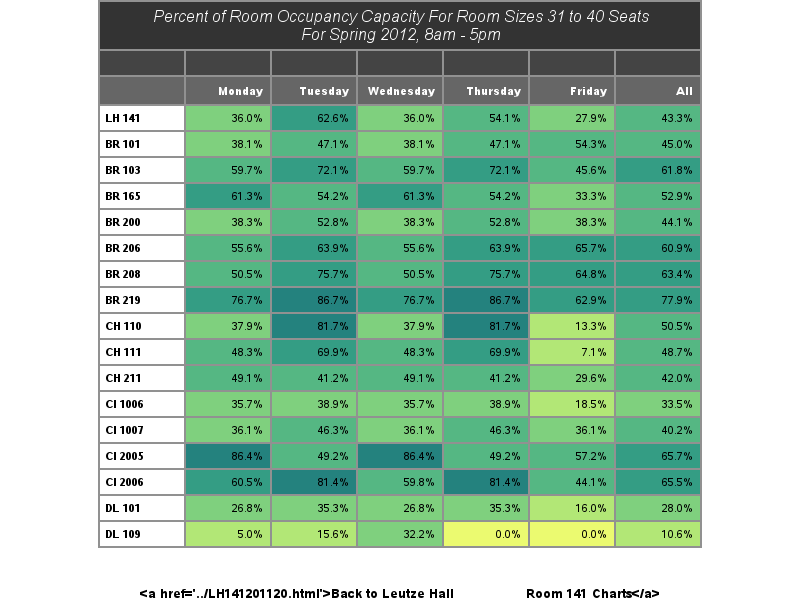 Percent of Room Occupancy Capacity For Room Sizes 31 to 40 Seats
For Spring 2012, 8am - 5pm
Monday Tuesday Wednesday Thursday Friday All
LH 141 36.0% 62.6% 36.0% 54.1% 27.9% 43.3%
BR 101 38.1% 47.1% 38.1% 47.1% 54.3% 45.0%
BR 103 59.7% 72.1% 59.7% 72.1% 45.6% 61.8%
BR 165 61.3% 54.2% 61.3% 54.2% 33.3% 52.9%
BR 200 38.3% 52.8% 38.3% 52.8% 38.3% 44.1%
BR 206 55.6% 63.9% 55.6% 63.9% 65.7% 60.9%
BR 208 50.5% 75.7% 50.5% 75.7% 64.8% 63.4%
BR 219 76.7% 86.7% 76.7% 86.7% 62.9% 77.9%
CH 110 37.9% 81.7% 37.9% 81.7% 13.3% 50.5%
CH 111 48.3% 69.9% 48.3% 69.9% 7.1% 48.7%
CH 211 49.1% 41.2% 49.1% 41.2% 29.6% 42.0%
CI 1006 35.7% 38.9% 35.7% 38.9% 18.5% 33.5%
CI 1007 36.1% 46.3% 36.1% 46.3% 36.1% 40.2%
CI 2005 86.4% 49.2% 86.4% 49.2% 57.2% 65.7%
CI 2006 60.5% 81.4% 59.8% 81.4% 44.1% 65.5%
DL 101 26.8% 35.3% 26.8% 35.3% 16.0% 28.0%
DL 109 5.0% 15.6% 32.2% 0.0% 0.0% 10.6%
<a href='../LH141201120.html'>Back to Leutze Hall Room 141 Charts</a>